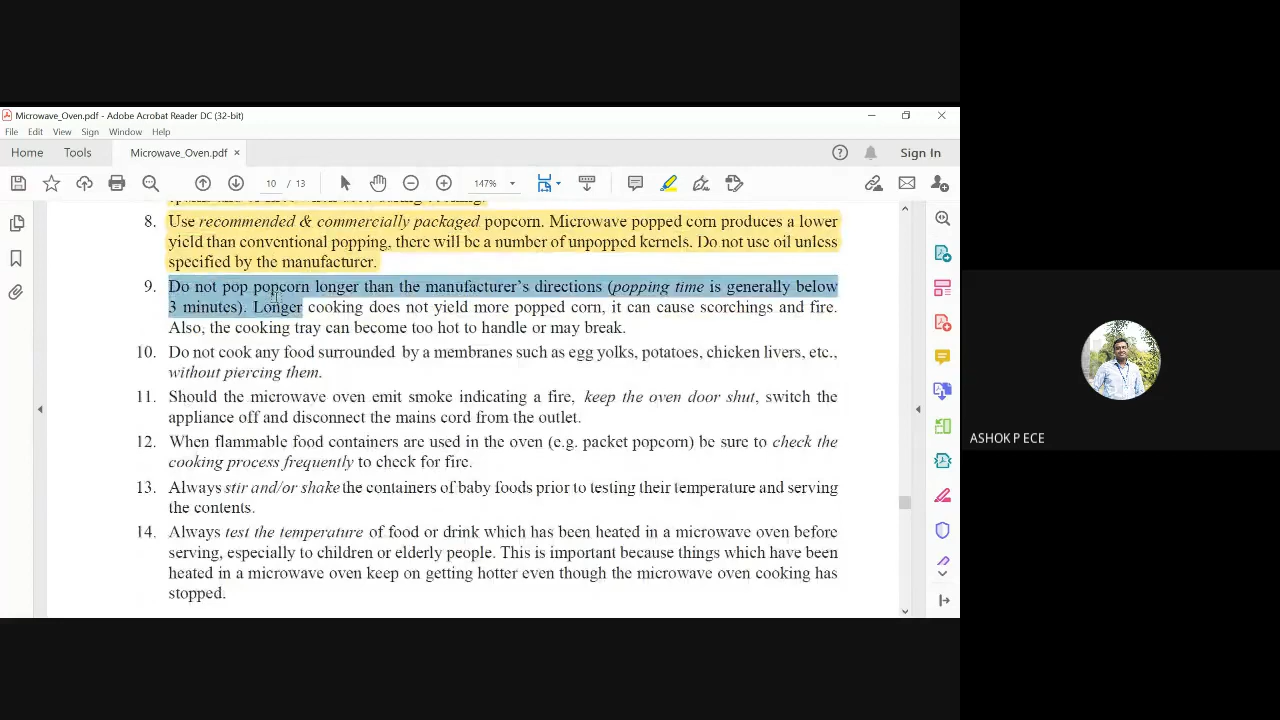 Microwave_Oven.pdf - Adobe Acrobat Reader DC (32-bit)
File Edit View Sign Window Help
Home Tools Microwave_Oven.pdf × Sign In
10 / 13 147%
8. Use recommended & commercially packaged popcorn. Microwave popped corn produces a lower
yield than conventional popping, there will be a number of unpopped kernels. Do not use oil unless
specified by the manufacturer.
9. Do not pop popcorn longer than the manufacturer's directions (popping time is generally below
3 minutes). Longer cooking does not yield more popped corn, it can cause scorchings and fire.
Also, the cooking tray can become too hot to handle or may break.
10. Do not cook any food surrounded by a membranes such as egg yolks, potatoes, chicken livers, etc.,
without piercing them.
11. Should the microwave oven emit smoke indicating a fire, keep the oven door shut, switch the
appliance off and disconnect the mains cord from the outlet.
12. When flammable food containers are used in the oven (e.g. packet popcorn) be sure to check the
cooking process frequently to check for fire.
13. Always stir and/or shake the containers of baby foods prior to testing their temperature and serving
the contents.
14. Always test the temperature of food or drink which has been heated in a microwave oven before
serving, especially to children or elderly people. This is important because things which have been
heated in a microwave oven keep on getting hotter even though the microwave oven cooking has
stopped.
ASHOK P ECE